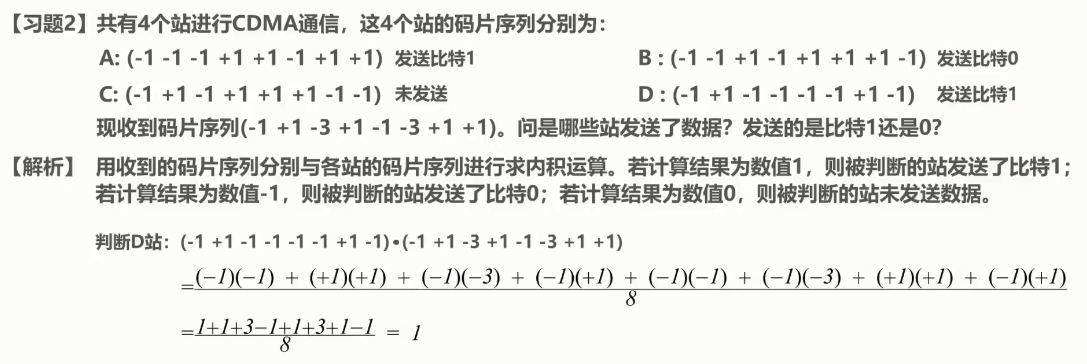 【习题2】共有4个站进行CDMA通信，这4个站的码片序列分别为：
A: (-1 -1 -1 +1 +1 -1 +1 +1) 发送比特1 B : (-1 -1 +1 -1 +1 +1 +1 -1) 发送比特0
C: (-1 +1 -1 +1 +1 +1 -1 -1) 未发送 D : (-1 +1 -1 -1 -1 -1 +1 -1) 发送比特1
现收到码片序列(-1 +1 -3 +1 -1 -3 +1 +1)。问是哪些站发送了数据？发送的是比特1还是0？
【解析】 用收到的码片序列分别与各站的码片序列进行求内积运算。若计算结果为数值1，则被判断的站发送了比特1；
若计算结果为数值-1，则被判断的站发送了比特0；若计算结果为数值0，则被判断的站未发送数据。
判断D站：(-1 +1 -1 -1 -1 -1 +1 -1)•(-1 +1 -3 +1 -1 -3 +1 +1)
=(-1)(-1) + (+1)(+1) + (-1)(-3) + (-1)(+1) + (-1)(-1) + (-1)(-3) + (+1)(+1) + (-1)(+1)
8
=1+1+3-1+1+3+1-1 = 1
8